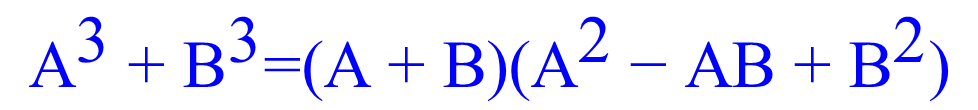 A³ + B³=(A + B)(A² − AB + B²)